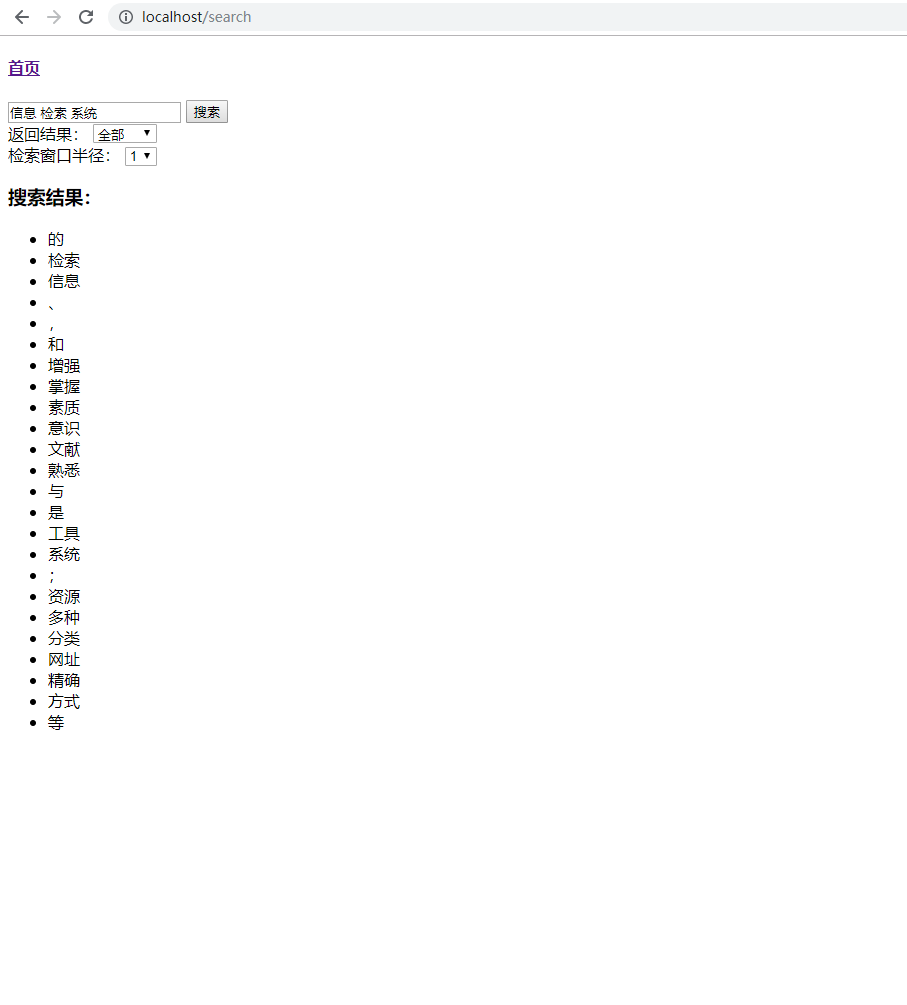 localhost/search
首页
信息 检索 系统 搜索
返回结果： 全部
检索窗口半径： 1
搜索结果：
的
检索
信息
、
，
和
增强
掌握
素质
意识
文献
熟悉
与
是
工具
系统
；
资源
多种
分类
网址
精确
方式
等